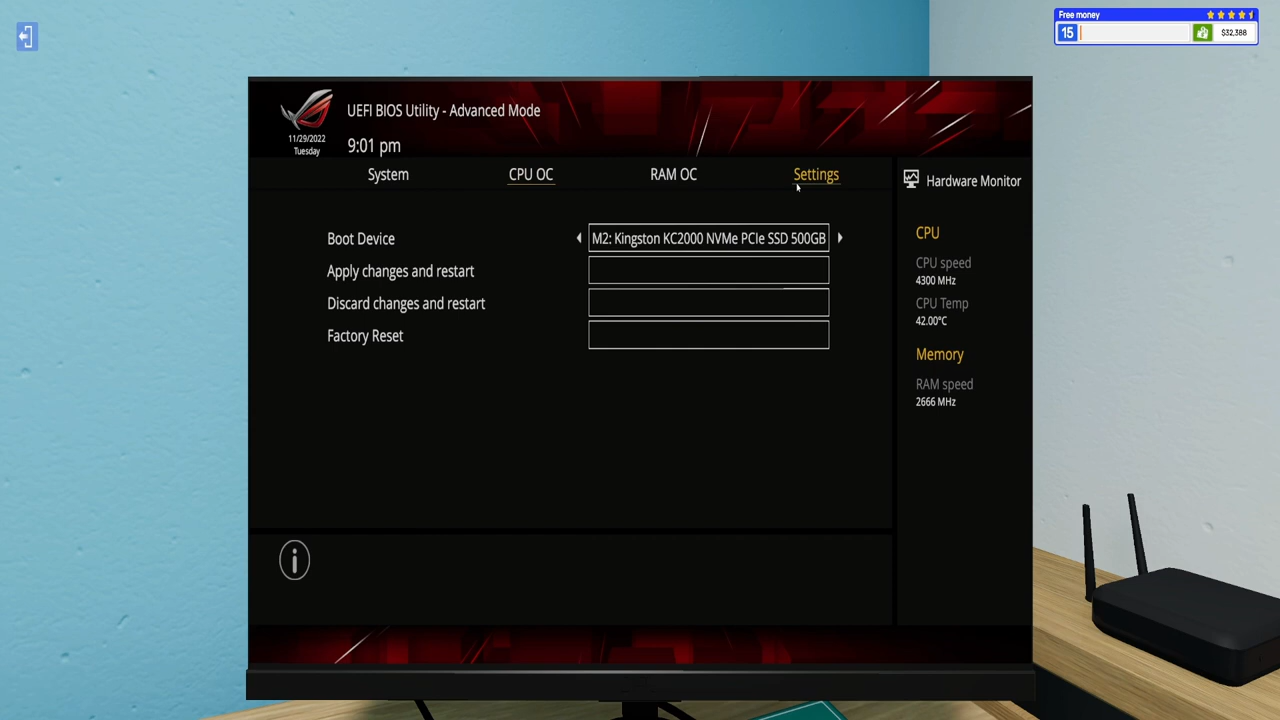 Free money
15
$32,388
UEFI BIOS Utility - Advanced Mode
11/29/2022
Tuesday
9:01 pm
System
CPU OC
RAM OC
Settings
Hardware Monitor
Boot Device
M2: Kingston KC2000 NVMe PCIe SSD 500GB
Apply changes and restart
Discard changes and restart
Factory Reset
CPU
CPU speed
4300 MHz
CPU Temp
42.00°C
Memory
RAM speed
2666 MHz